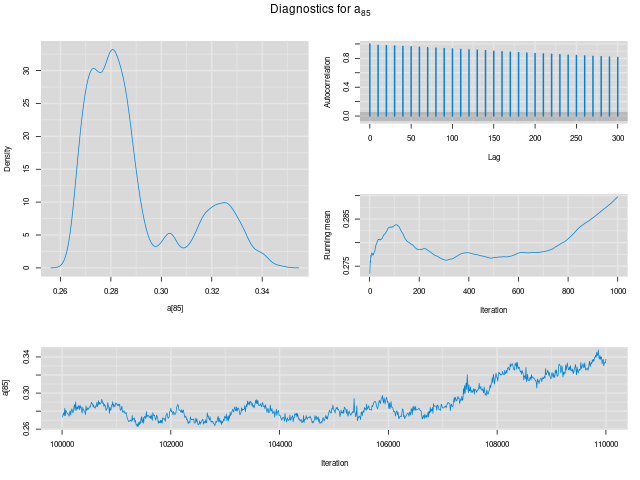 Diagnostics for a85
Density
0 5 10 15 20 25 30
0.26 0.28 0.30 0.32 0.34
a[85]
Autocorrelation
0.0 0.4 0.8
0 50 100 150 200 250 300
Lag
Running mean
0.275 0.285
0 200 400 600 800 1000
Iteration
a[85]
0.26 0.30 0.34
100000 102000 104000 106000 108000 110000
Iteration